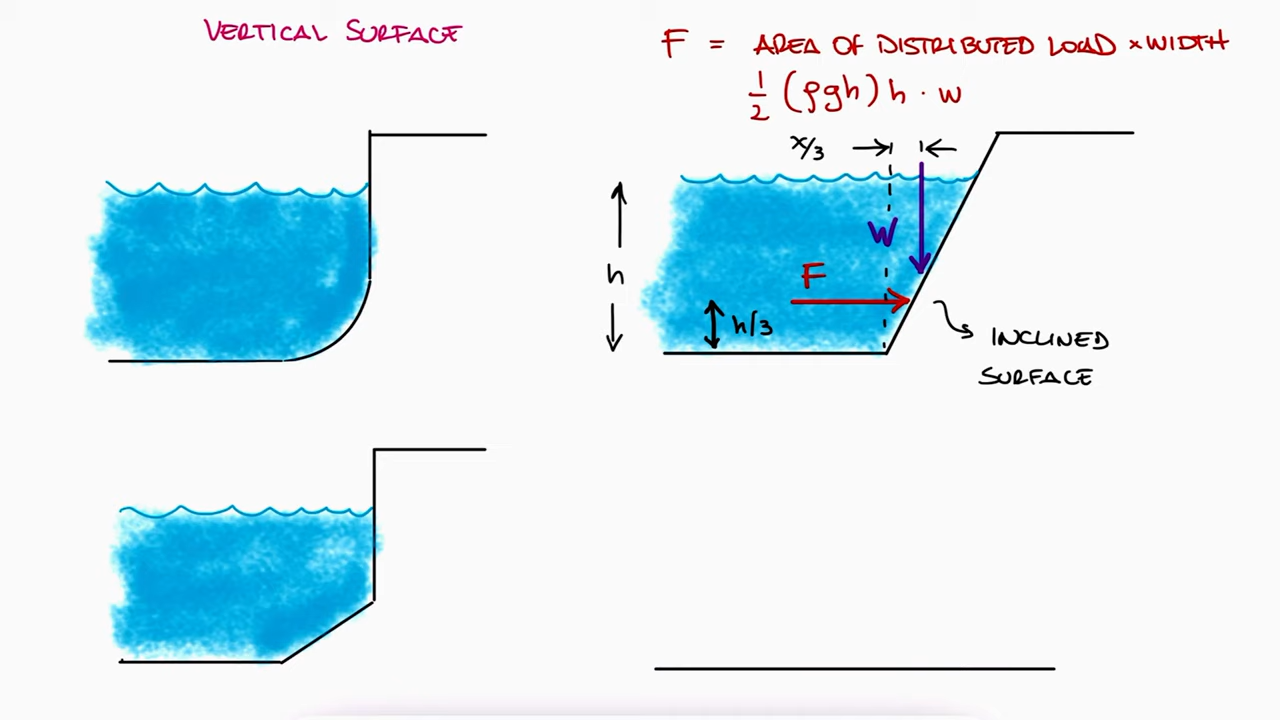 VERTICAL SURFACE
F = AREA OF DISTRIBUTED LOAD × WIDTH
1/2 (ρgh) h · w
x/3
W
h
F
h/3
INCLINED
SURFACE